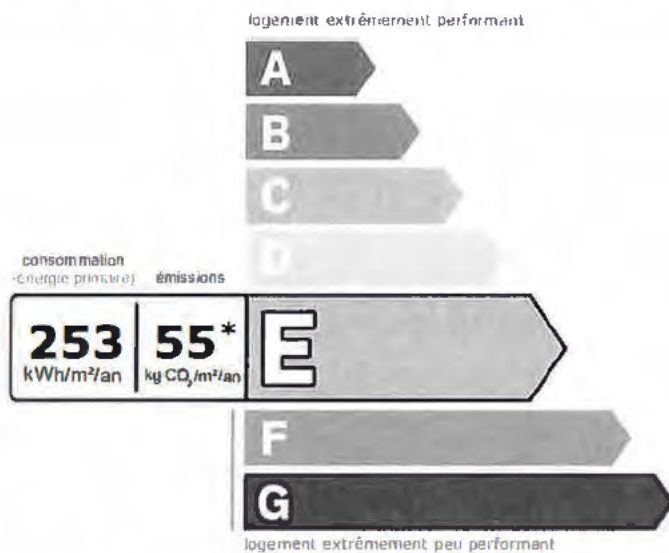 logement extrêmement performant
A
B
C
D
consommation
(énergie primaire)
émissions
253
kWh/m²/an
55*
kg CO₂/m²/an
E
F
G
logement extrêmement peu performant